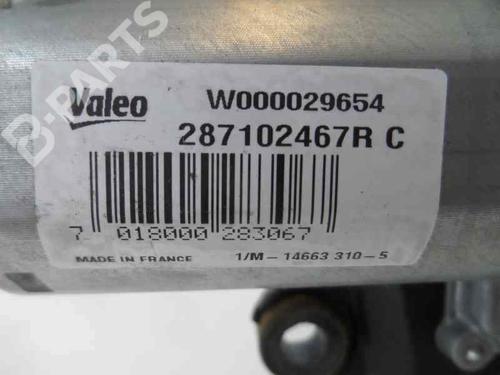 B-PARTS
Valeo W000029654
287102467R C
7 018000 283067
MADE IN FRANCE 1/M-14663 310-5